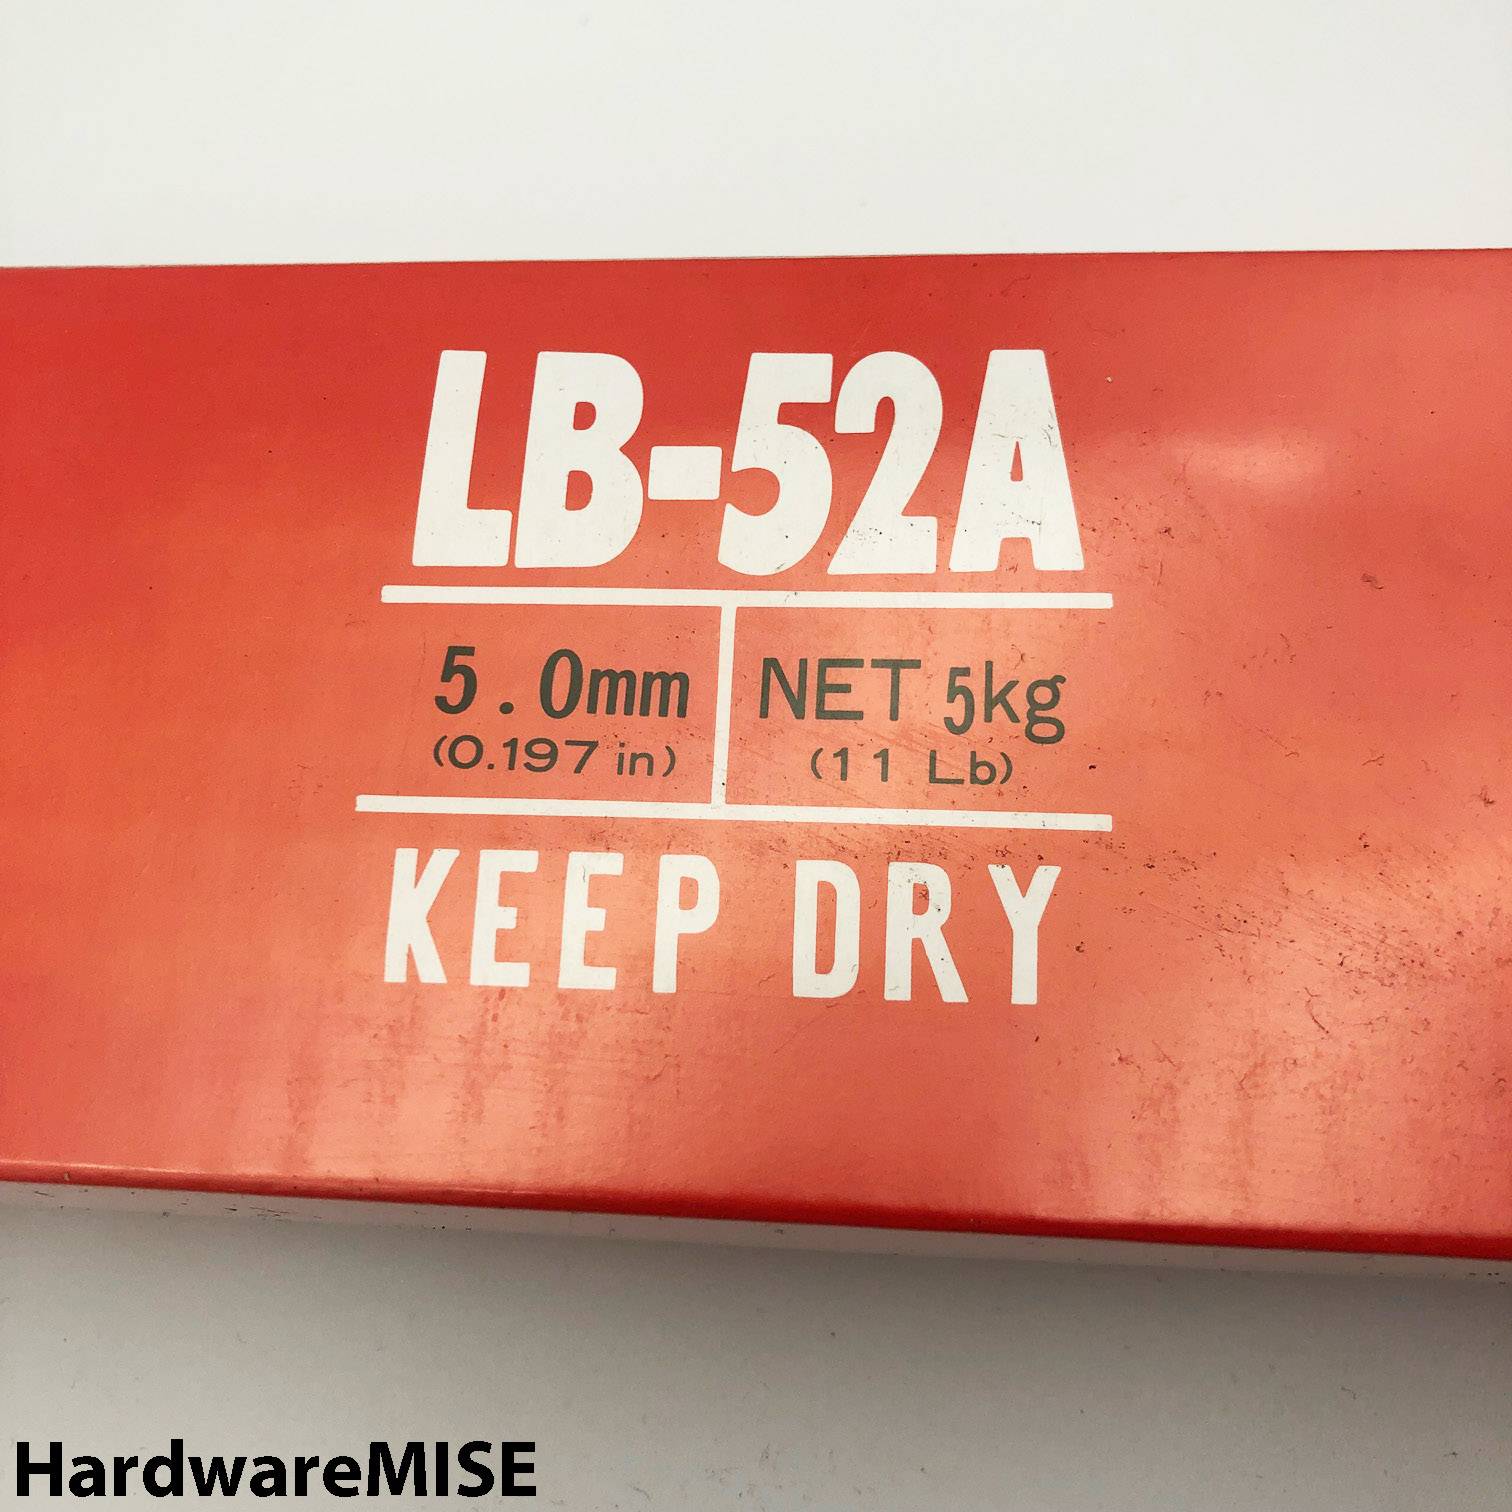 LB-52A
5.0mm
(0.197 in)
NET 5kg
(11 Lb)
KEEP DRY
HardwareMISE